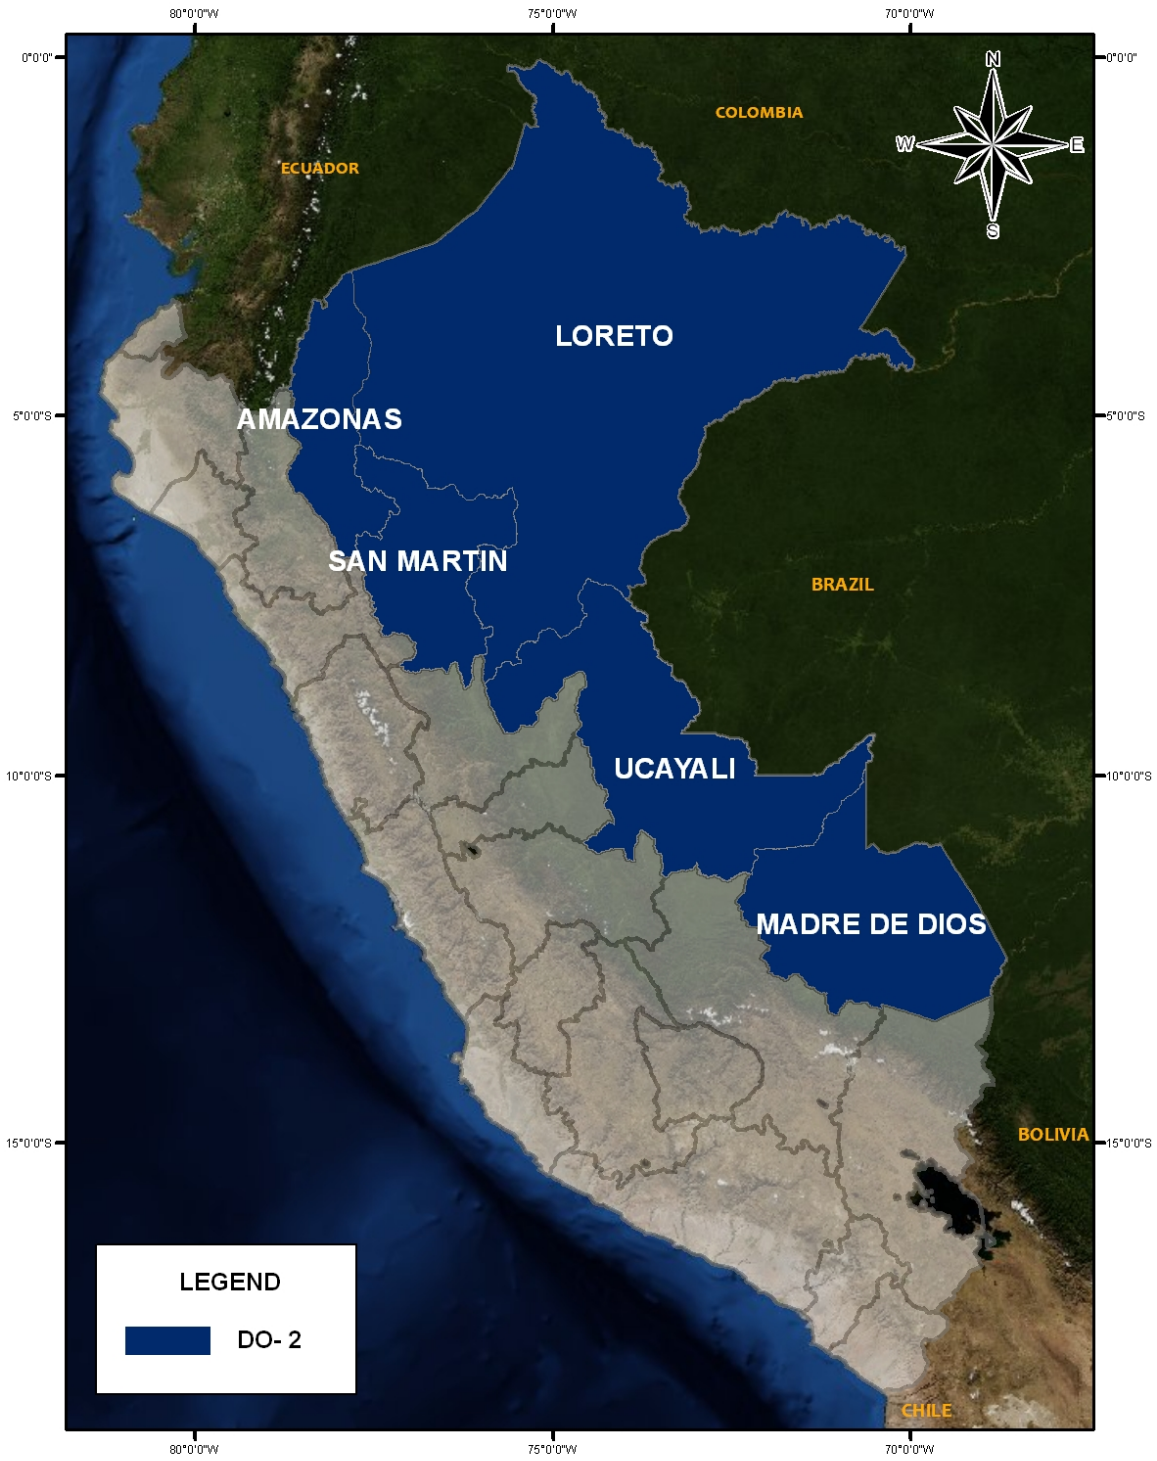 80°0'0"W
75°0'0"W
70°0'0"W
0°0'0"
0°0'0"
N
W
E
S
COLOMBIA
ECUADOR
LORETO
5°0'0"S
AMAZONAS
5°0'0"S
SAN MARTIN
BRAZIL
10°0'0"S
UCAYALI
10°0'0"S
MADRE DE DIOS
15°0'0"S
BOLIVIA
15°0'0"S
LEGEND
DO- 2
CHILE
80°0'0"W
75°0'0"W
70°0'0"W